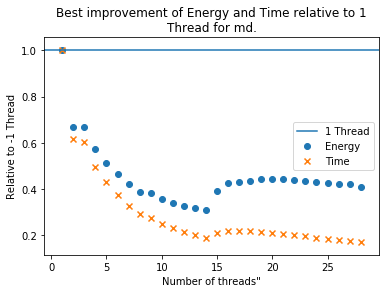 Best improvement of Energy and Time relative to 1
Thread for md.
Relative to -1 Thread
1.0
0.8
0.6
0.4
0.2
1 Thread
Energy
Time
0 5 10 15 20 25
Number of threads"